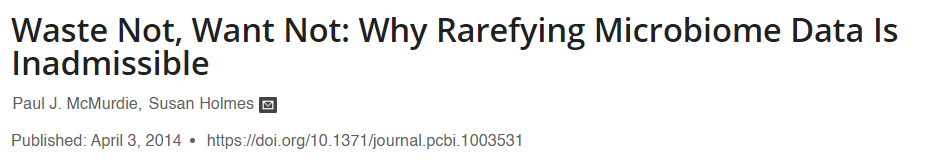 Waste Not, Want Not: Why Rarefying Microbiome Data Is
Inadmissible
Paul J. McMurdie, Susan Holmes
Published: April 3, 2014 • https://doi.org/10.1371/journal.pcbi.1003531